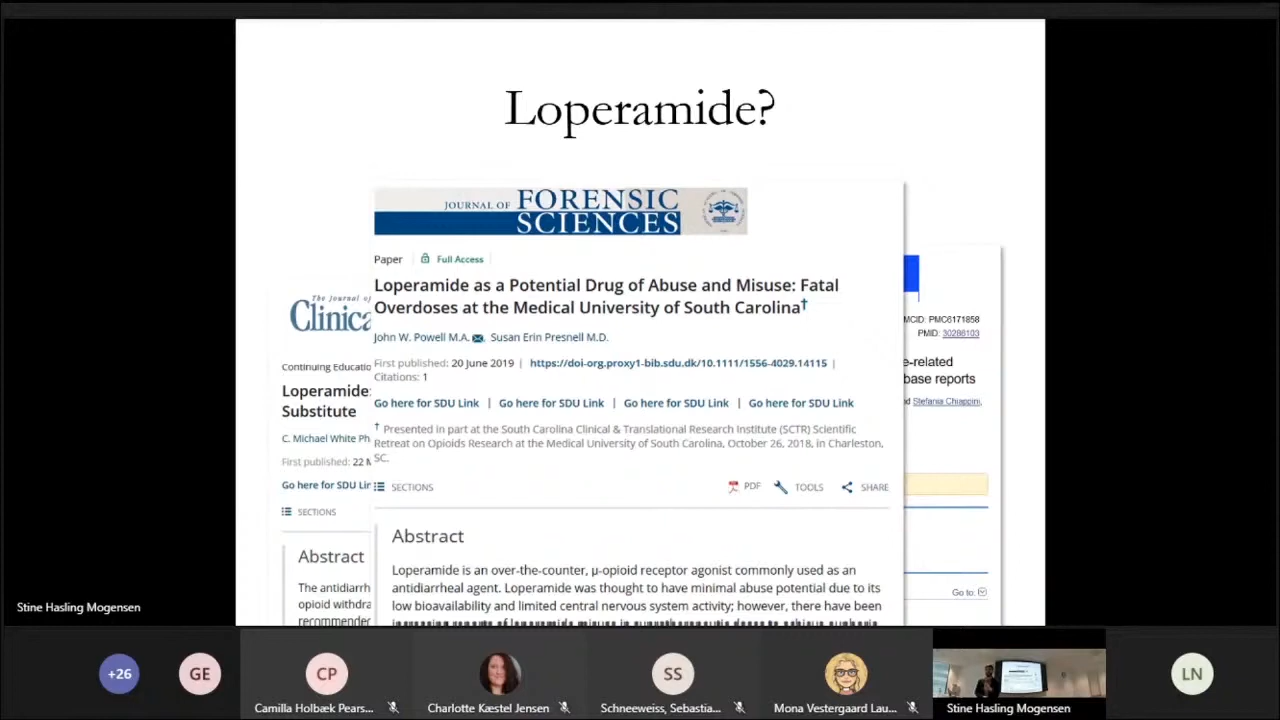 Loperamide?
JOURNAL OF FORENSIC
SCIENCES
Paper
Full Access
Loperamide as a Potential Drug of Abuse and Misuse: Fatal
Overdoses at the Medical University of South Carolina†
John W. Powell M.A. Susan Erin Presnell M.D.
First published: 20 June 2019 | https://doi-org.proxy1-bib.sdu.dk/10.1111/1556-4029.14115 |
Citations: 1
Go here for SDU Link | Go here for SDU Link | Go here for SDU Link | Go here for SDU Link
† Presented in part at the South Carolina Clinical & Translational Research Institute (SCTR) Scientific
Retreat on Opioids Research at the Medical University of South Carolina, October 26, 2018, in Charleston,
SC.
SECTIONS
PDF
TOOLS
SHARE
Abstract
Loperamide is an over-the-counter, μ-opioid receptor agonist commonly used as an
antidiarrheal agent. Loperamide was thought to have minimal abuse potential due to its
low bioavailability and limited central nervous system activity; however, there have been
The Journal of
Clinica
Continuing Educatio
Loperamide:
Substitute
C. Michael White Ph
First published: 22 M
Go here for SDU Lin
SECTIONS
Abstract
The antidiarrh
opioid withdra
recommended
MCID: PMC6171858
PMID: 30288103
e-related
base reports
d Stefania Chiappini,
Go to:
Stine Hasling Mogensen
+26
GE
CP
Camilla Holbæk Pears...
Charlotte Kæstel Jensen
SS
Schneeweiss, Sebastia...
Mona Vestergaard Lau...
Stine Hasling Mogensen
LN